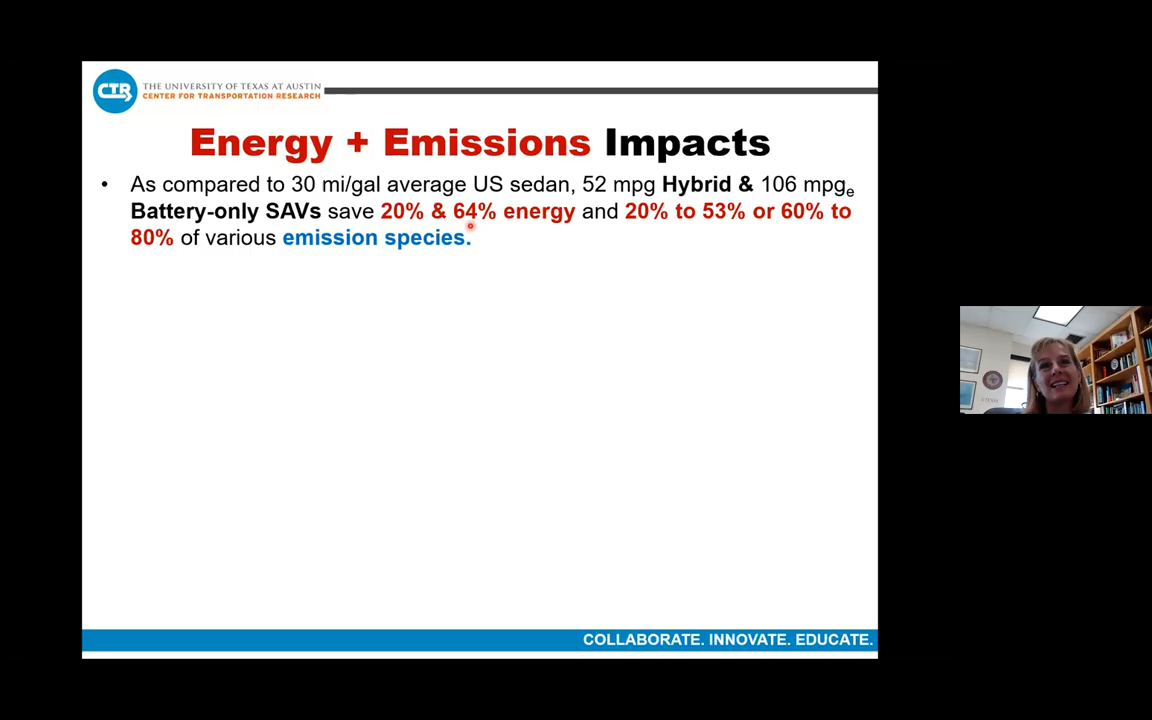 CTR
THE UNIVERSITY OF TEXAS AT AUSTIN
CENTER FOR TRANSPORTATION RESEARCH
Energy + Emissions Impacts
• As compared to 30 mi/gal average US sedan, 52 mpg Hybrid & 106 mpge
Battery-only SAVs save 20% & 64% energy and 20% to 53% or 60% to
80% of various emission species.
COLLABORATE. INNOVATE. EDUCATE.